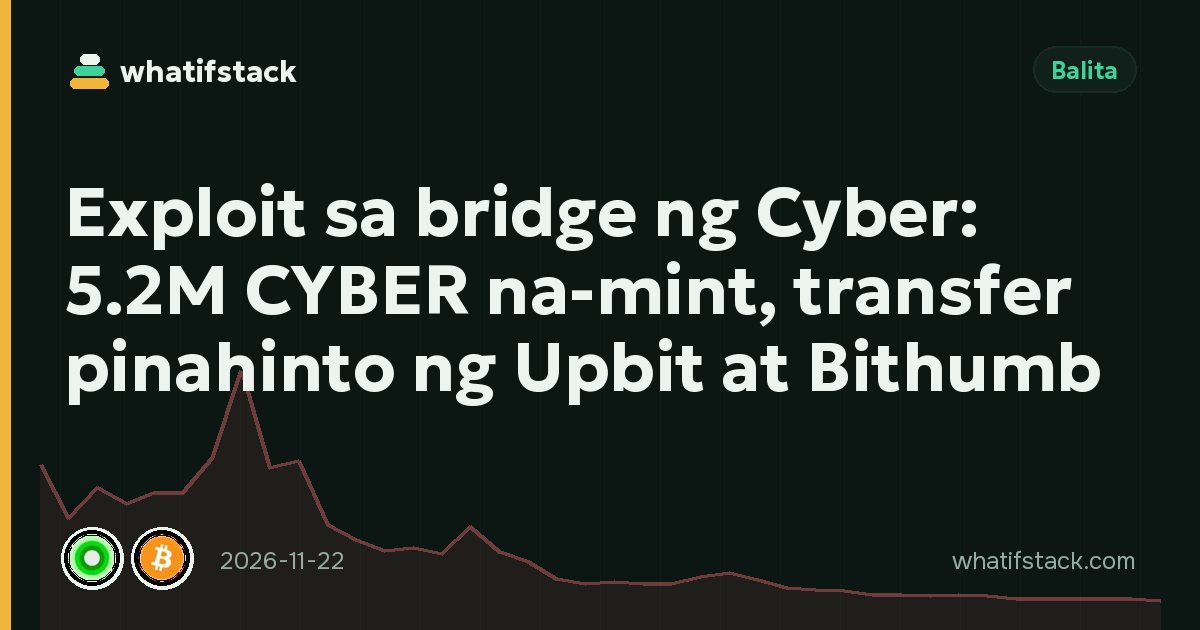 whatifstack
Balita
Exploit sa bridge ng Cyber:
5.2M CYBER na-mint, transfer
pinahinto ng Upbit at Bithumb
2026-11-22
whatifstack.com